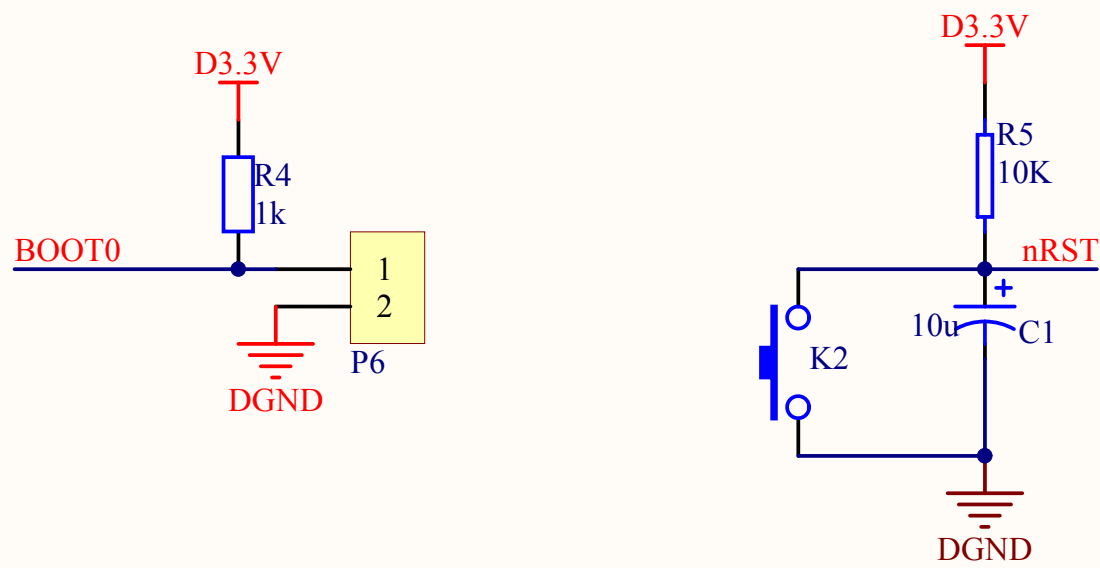 D3.3V
R4
1k
BOOT0
1
2
P6
DGND
D3.3V
R5
10K
nRST
+
10u
C1
K2
DGND